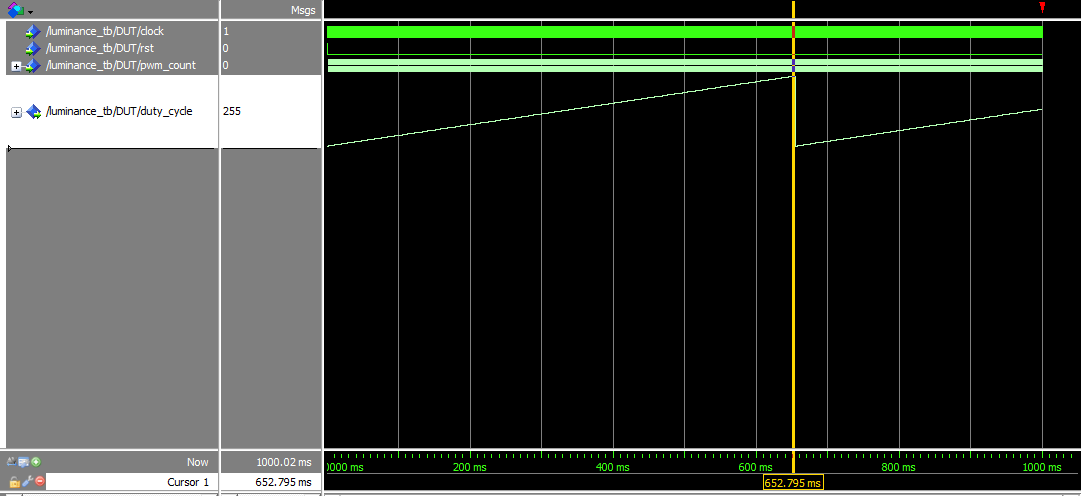 Msgs
/luminance_tb/DUT/clock 1
/luminance_tb/DUT/rst 0
/luminance_tb/DUT/pwm_count 0
/luminance_tb/DUT/duty_cycle 255
Now 1000.02 ms 0000 ms 200 ms 400 ms 600 ms 800 ms 1000 ms
Cursor 1 652.795 ms 652.795 ms